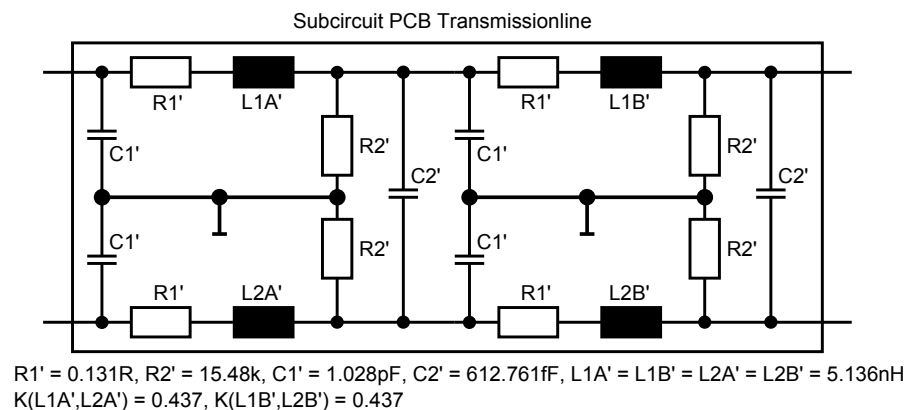 Subcircuit PCB Transmissionline
R1' L1A' R1' L1B'
C1' R2' C2' C1' R2' C2'
C1' R2' C1' R2'
R1' L2A' R1' L2B'
R1' = 0.131R, R2' = 15.48k, C1' = 1.028pF, C2' = 612.761fF, L1A' = L1B' = L2A' = L2B' = 5.136nH
K(L1A',L2A') = 0.437, K(L1B',L2B') = 0.437